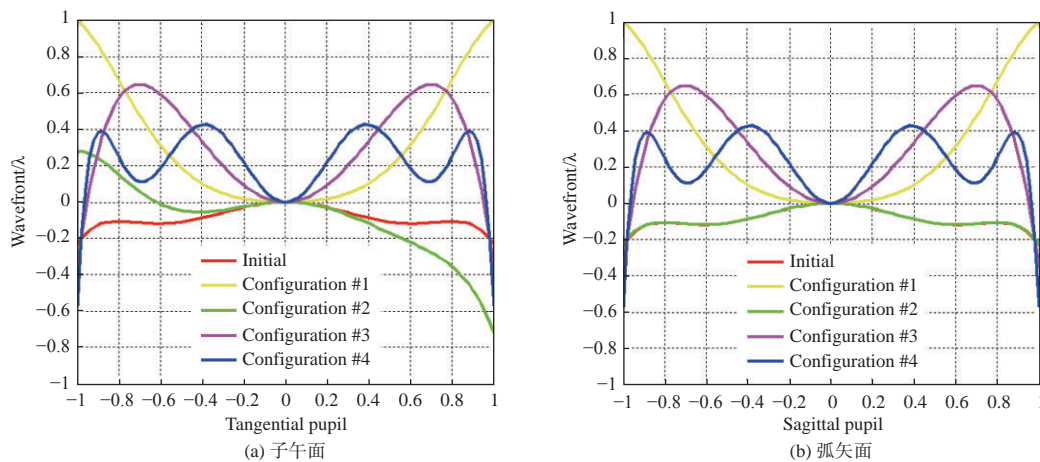 Wavefront/λ
1
0.8
0.6
0.4
0.2
0
−0.2
−0.4
−0.6
−0.8
−1
Initial
Configuration #1
Configuration #2
Configuration #3
Configuration #4
−1 −0.8 −0.6 −0.4 −0.2 0 0.2 0.4 0.6 0.8 1
Tangential pupil
(a) 子午面
Wavefront/λ
1
0.8
0.6
0.4
0.2
0
−0.2
−0.4
−0.6
−0.8
−1
Initial
Configuration #1
Configuration #2
Configuration #3
Configuration #4
−1 −0.8 −0.6 −0.4 −0.2 0 0.2 0.4 0.6 0.8 1
Sagittal pupil
(b) 弧矢面